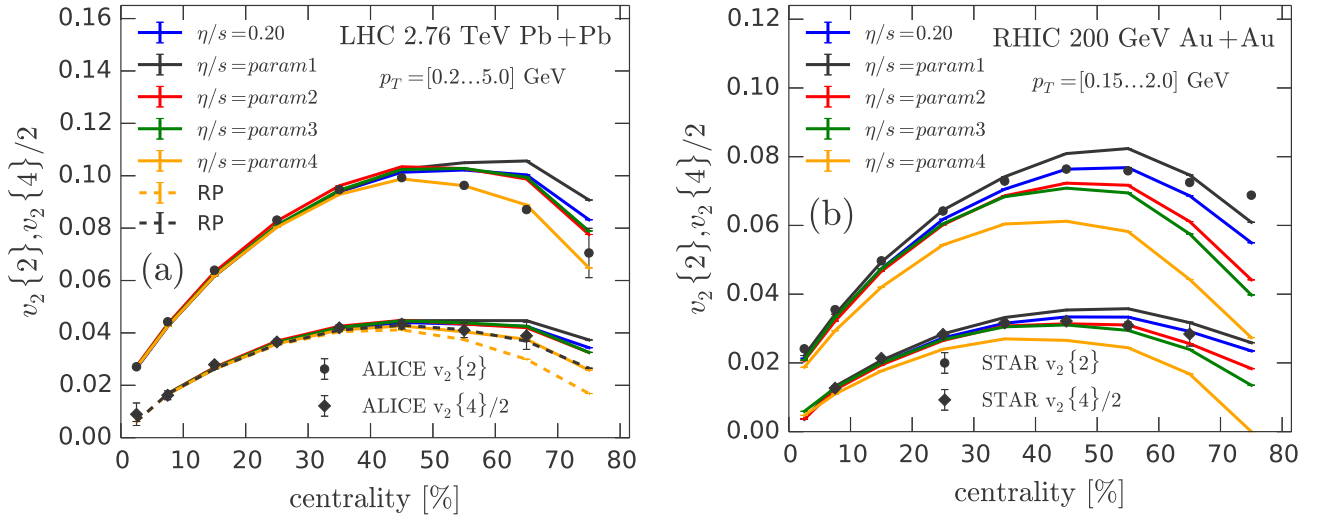 LHC 2.76 TeV Pb+Pb
p_T=[0.2...5.0] GeV
η/s=0.20
η/s=param1
η/s=param2
η/s=param3
η/s=param4
RP
RP
(a)
ALICE v₂{2}
ALICE v₂{4}/2
v₂{2},v₂{4}/2
0.16
0.14
0.12
0.10
0.08
0.06
0.04
0.02
0.00
0 10 20 30 40 50 60 70 80
centrality [%]
RHIC 200 GeV Au+Au
p_T=[0.15...2.0] GeV
η/s=0.20
η/s=param1
η/s=param2
η/s=param3
η/s=param4
(b)
STAR v₂{2}
STAR v₂{4}/2
v₂{2},v₂{4}/2
0.12
0.10
0.08
0.06
0.04
0.02
0.00
0 10 20 30 40 50 60 70 80
centrality [%]